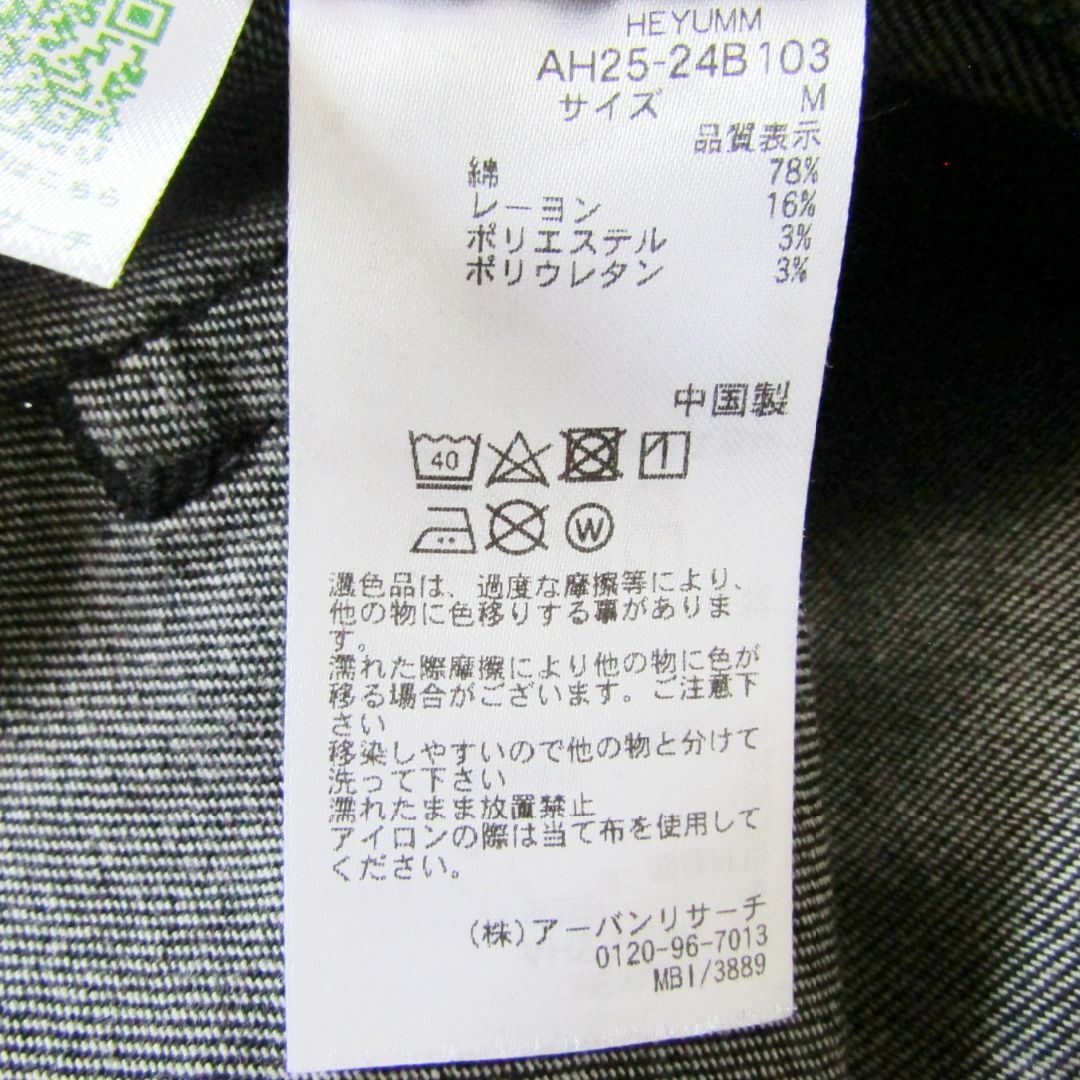 HEYUMM
AH25-24B103
サイズ M
品質表示
綿 78%
レーヨン 16%
ポリエステル 3%
ポリウレタン 3%
中国製
40
W
濃色品は、過度な摩擦等により、
他の物に色移りする事がありま
す。
濡れた際摩擦により他の物に色が
移る場合がございます。ご注意下
さい
移染しやすいので他の物と分けて
洗って下さい
濡れたまま放置禁止
アイロンの際は当て布を使用して
ください。
(株)アーバンリサーチ
0120-96-7013
MBI/3889